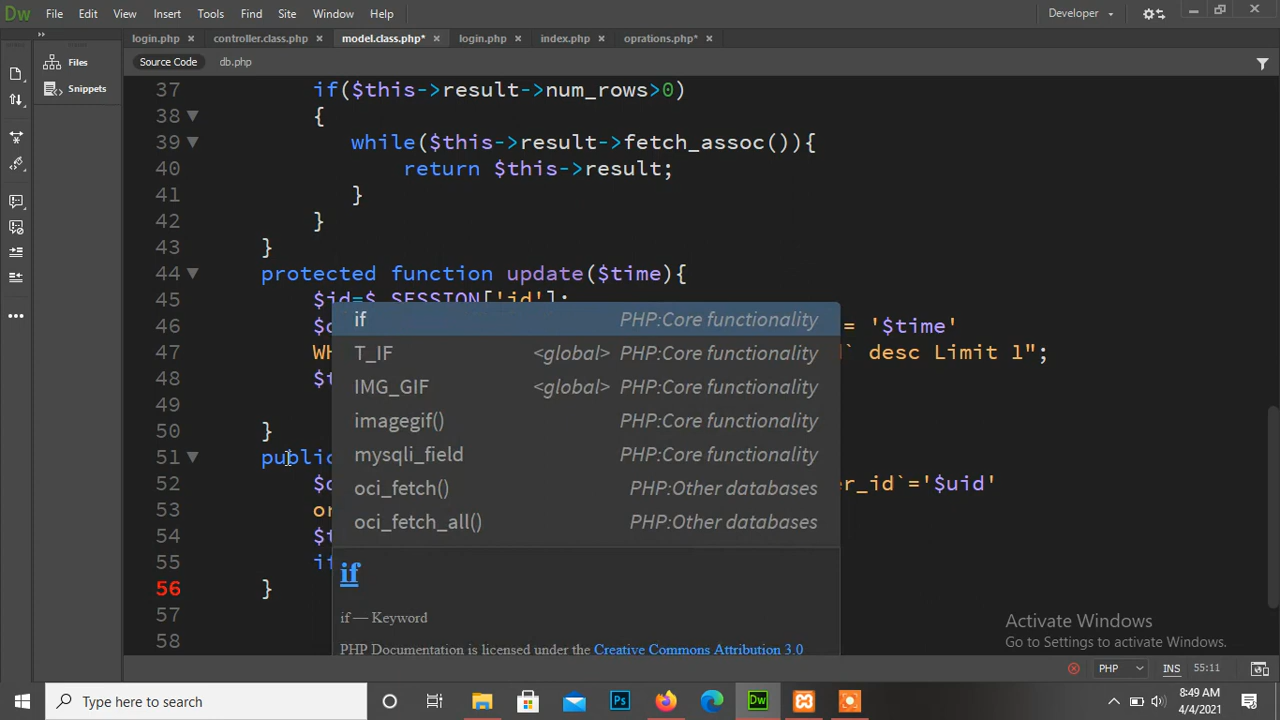 Dw File Edit View Insert Tools Find Site Window Help Developer
login.php × controller.class.php × model.class.php* × login.php × index.php × oprations.php* ×
Files
Snippets
Source Code db.php
37 if($this->result->num_rows>0)
38 {
39 while($this->result->fetch_assoc()){
40 return $this->result;
41 }
42 }
43 }
44 protected function update($time){
45 $id=$_SESSION['id'];
46 = '$time'
47 desc Limit 1";
48
49
50 }
51 public
52 er_id`='$uid'
53 or
54
55 if
56 }
57
58
if PHP:Core functionality
T_IF <global> PHP:Core functionality
IMG_GIF <global> PHP:Core functionality
imagegif() PHP:Core functionality
mysqli_field PHP:Core functionality
oci_fetch() PHP:Other databases
oci_fetch_all() PHP:Other databases
if
if — Keyword
PHP Documentation is licensed under the Creative Commons Attribution 3.0
Activate Windows
Go to Settings to activate Windows.
PHP INS 55:11
Type here to search
Ps
Dw
8:49 AM
4/4/2021